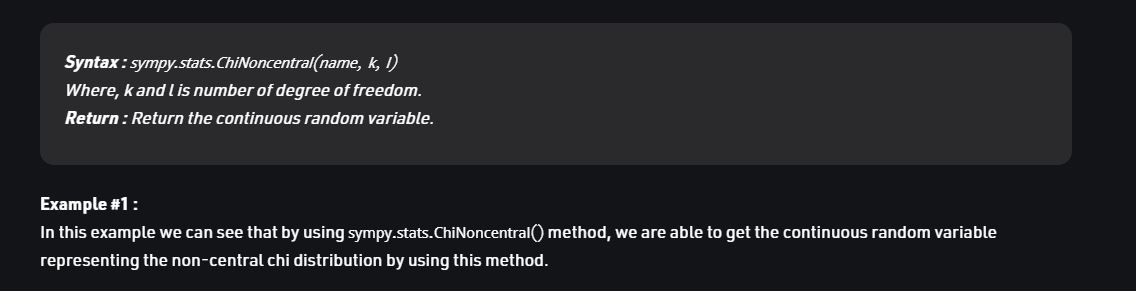 Syntax : sympy.stats.ChiNoncentral(name, k, l)
Where, k and l is number of degree of freedom.
Return : Return the continuous random variable.
Example #1 :
In this example we can see that by using sympy.stats.ChiNoncentral() method, we are able to get the continuous random variable
representing the non-central chi distribution by using this method.